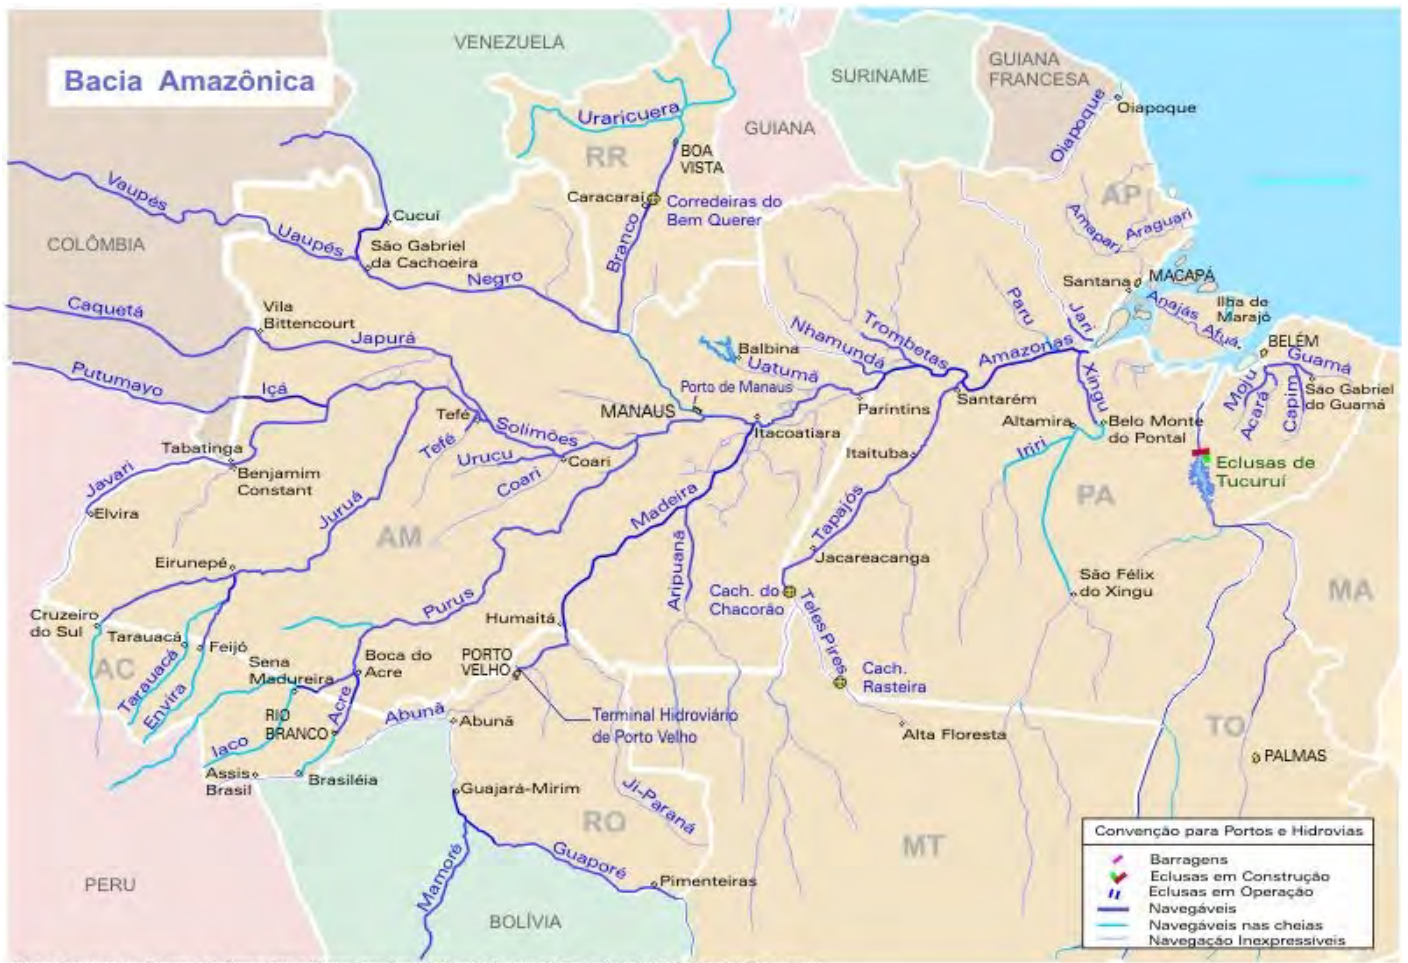 Bacia Amazônica
VENEZUELA
SURINAME
GUIANA
FRANCESA
GUIANA
COLÔMBIA
PERU
BOLÍVIA
RR
AP
AM
PA
MA
AC
RO
MT
TO
Uraricuera
BOA
VISTA
Caracaraí
Corredeiras do
Bem Querer
Branco
Oiapoque
Oiapoque
Vaupés
Uaupés
Cucuí
São Gabriel
da Cachoeira
Negro
Amapari
Araguari
Santana
MACAPÁ
Anajás
Afuá
Ilha de
Marajó
BELÉM
Guamá
São Gabriel
do Guamá
Moju
Acará
Capim
Caquetá
Vila
Bittencourt
Japurá
Putumayo
Içá
Balbina
Uatumã
Nhamundá
Trombetas
Paru
Jari
Amazonas
Xingu
Porto de Manaus
MANAUS
Itacoatiara
Parintins
Santarém
Altamira
Belo Monte
do Pontal
Iriri
Itaituba
Tapajós
Eclusas de
Tucuruí
Tefé
Tefé
Solimões
Urucu
Coari
Coari
Tabatinga
Benjamim
Constant
Javari
Elvira
Juruá
Madeira
Aripuanã
Jacareacanga
Cach. do
Chacorão
São Félix
do Xingu
Eirunepé
Purus
Humaitá
Cruzeiro
do Sul
Tarauacá
Feijó
Tarauacá
Envira
Sena
Madureira
Boca do
Acre
PORTO
VELHO
Teles Pires
Cach.
Rasteira
RIO
BRANCO
Acre
Iaco
Abunã
Abunã
Terminal Hidroviário
de Porto Velho
Alta Floresta
PALMAS
Assis
Brasil
Brasiléia
Guajará-Mirim
Ji-Paraná
Mamoré
Guaporé
Pimenteiras
Convenção para Portos e Hidrovias
Barragens
Eclusas em Construção
Eclusas em Operação
Navegáveis
Navegáveis nas cheias
Navegação Inexpressíveis